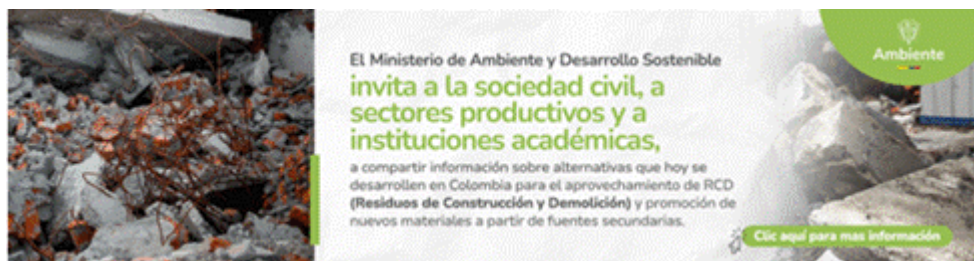 El Ministerio de Ambiente y Desarrollo Sostenible
invita a la sociedad civil, a
sectores productivos y a
instituciones académicas,
a compartir información sobre alternativas que hoy se
desarrollen en Colombia para el aprovechamiento de RCD
(Residuos de Construcción y Demolición) y promoción de
nuevos materiales a partir de fuentes secundarias.
Ambiente
Clic aquí para mas información